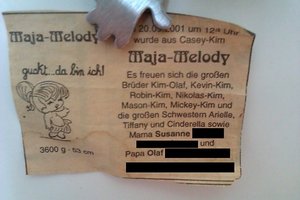 Maja-Melody
guckt...da bin ich!
3600 g - 53 cm
20.09.2001 um 12⁴⁸ Uhr
wurde aus Casey-Kim
Maja-Melody
Es freuen sich die großen
Brüder Kim-Olaf, Kevin-Kim,
Robin-Kim, Nikolas-Kim,
Mason-Kim, Mickey-Kim und
die großen Schwestern Arielle,
Tiffany und Cinderella sowie
Mama Susanne
und
Papa Olaf